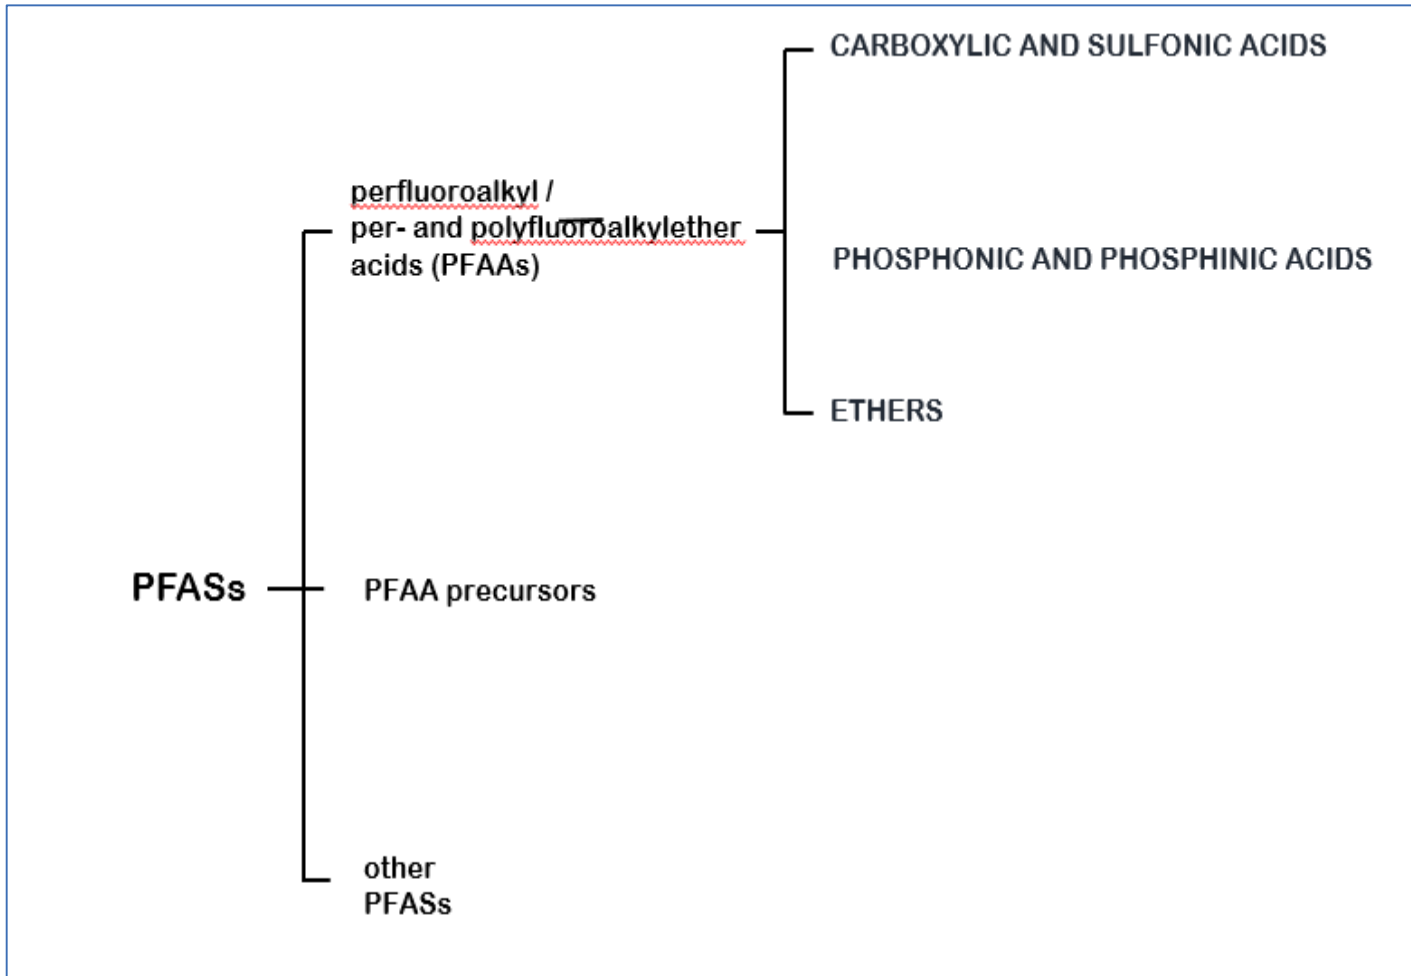 CARBOXYLIC AND SULFONIC ACIDS
perfluoroalkyl /
per- and polyfluoroalkylether
acids (PFAAs)
PHOSPHONIC AND PHOSPHINIC ACIDS
ETHERS
PFASs
PFAA precursors
other
PFASs